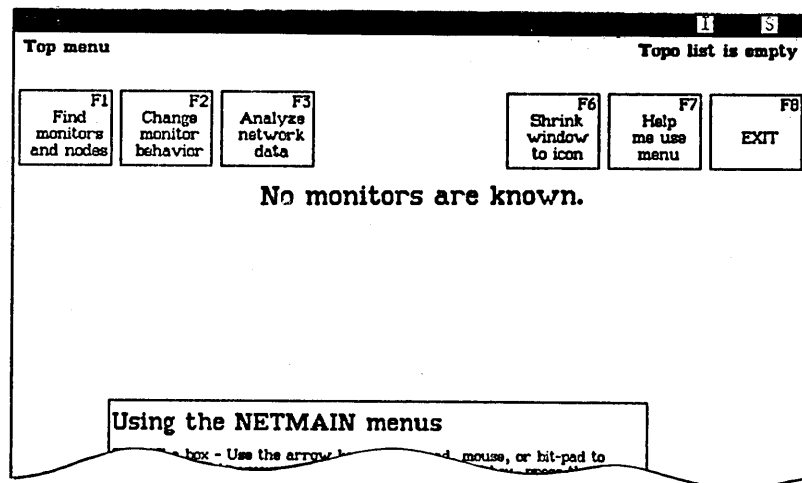 I S
Top menu Topo list is empty
F1 F2 F3 F6 F7 F8
Find Change Analyze Shrink Help
monitors monitor network window me use EXIT
and nodes behavior data to icon menu
No monitors are known.
Using the NETMAIN menus
box - Use the arrow mouse, or bit-pad to